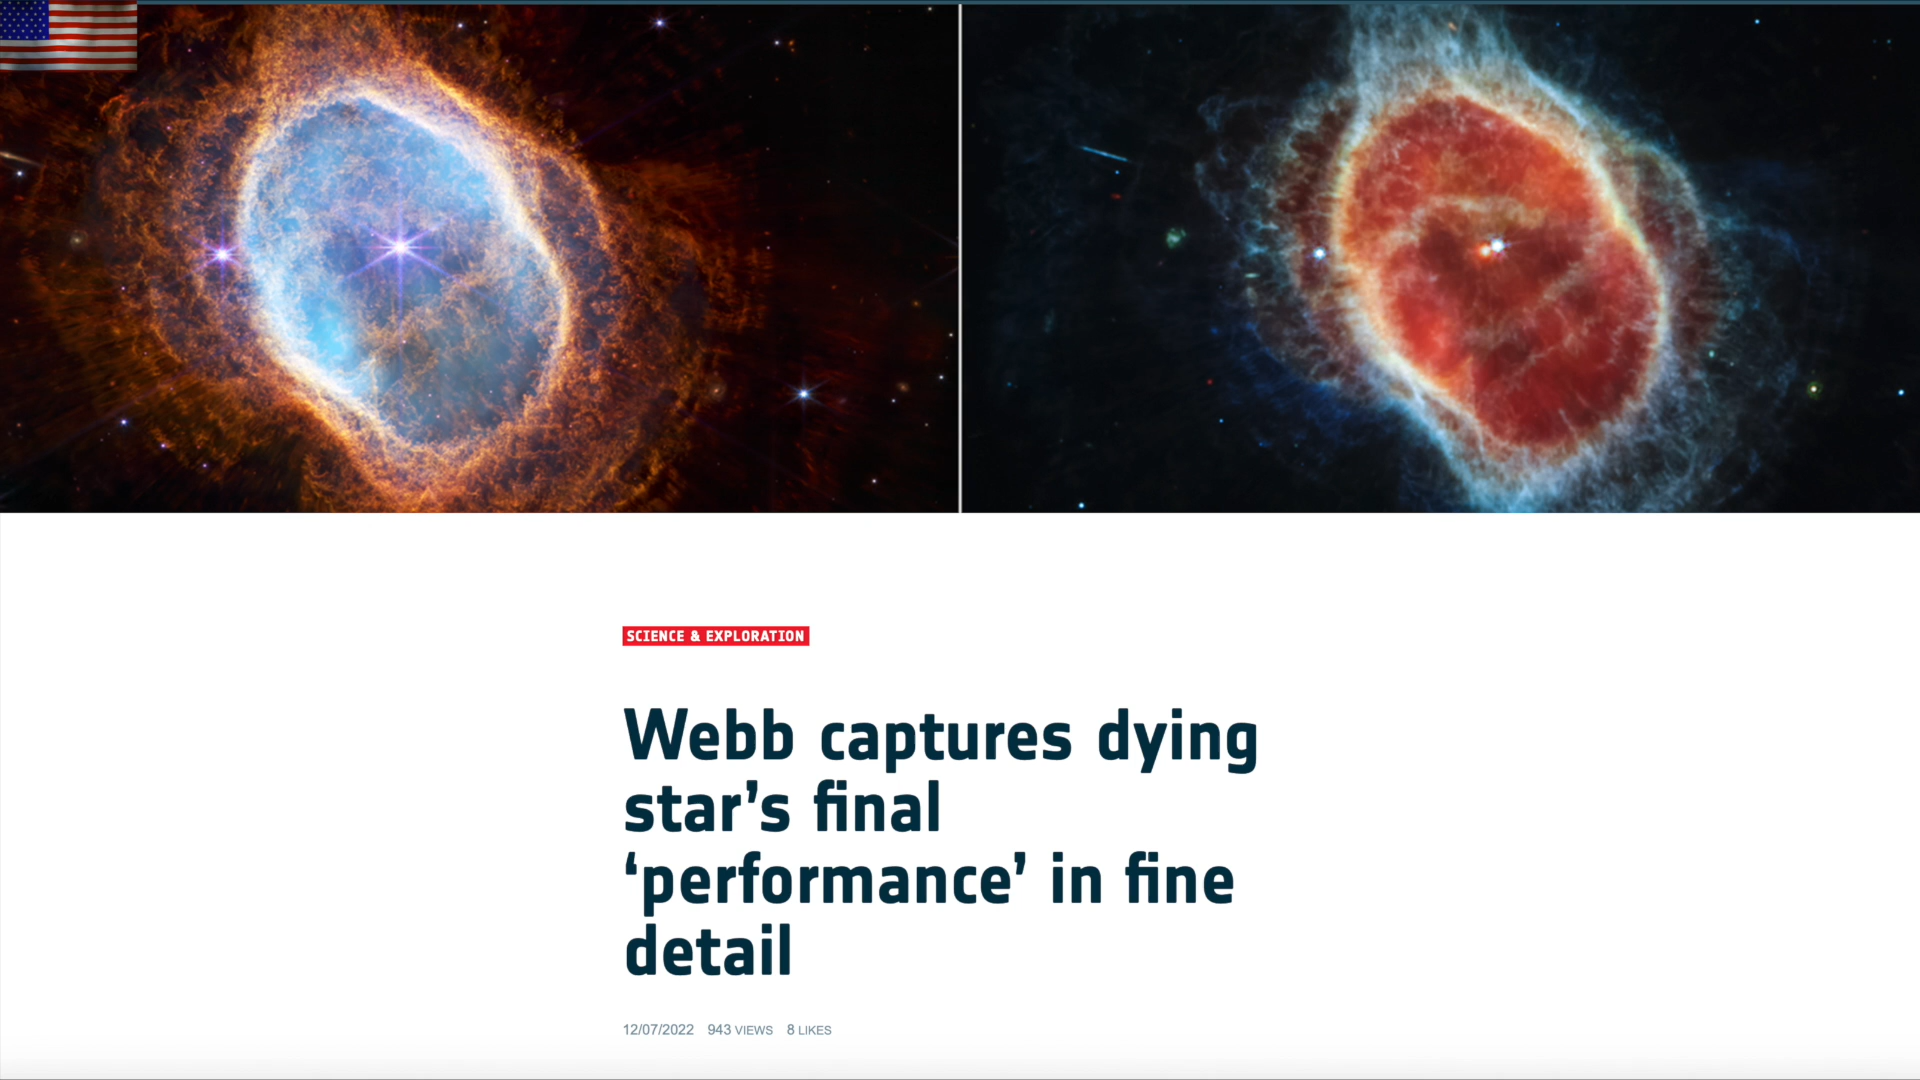 SCIENCE & EXPLORATION
Webb captures dying
star’s final
‘performance’ in fine
detail
12/07/2022 943 VIEWS 8 LIKES